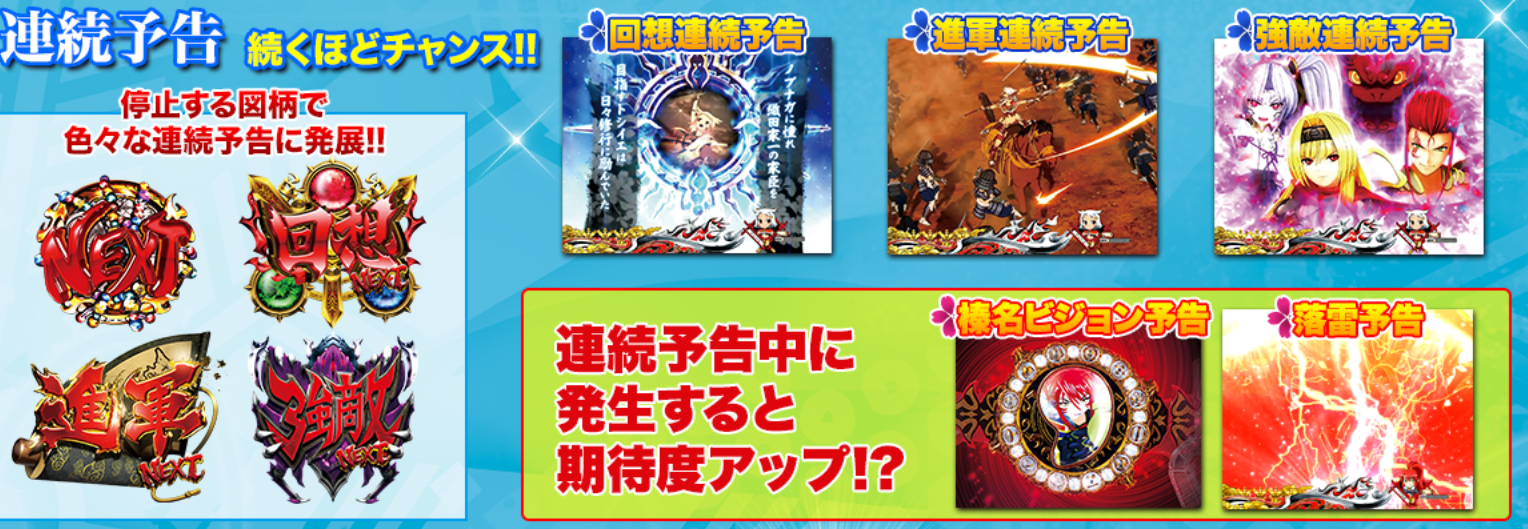 連続予告 続くほどチャンス!!
停止する図柄で
色々な連続予告に発展!!
NEXT
回想
NEXT
進軍
NEXT
強敵
NEXT
回想連続予告
ノブナガに憧れ
織田家一の家臣を
目指すトシイエは
日々修行に励んでいた
進軍連続予告
強敵連続予告
連続予告中に
発生すると
期待度アップ!?
榛名ビジョン予告
落雷予告